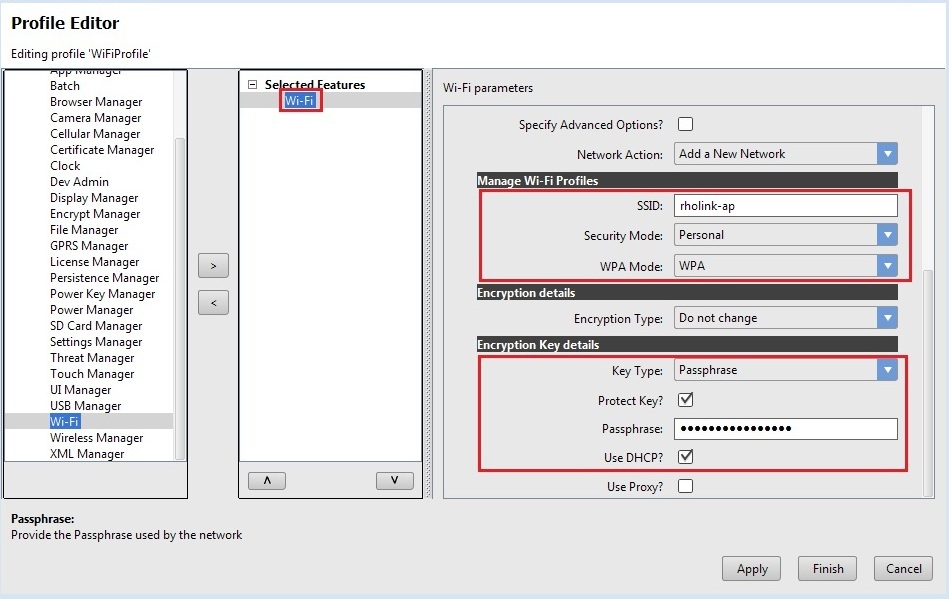 Profile Editor
Editing profile 'WiFiProfile'
App Manager
Batch
Browser Manager
Camera Manager
Cellular Manager
Certificate Manager
Clock
Dev Admin
Display Manager
Encrypt Manager
File Manager
GPRS Manager
License Manager
Persistence Manager
Power Key Manager
Power Manager
SD Card Manager
Settings Manager
Threat Manager
Touch Manager
UI Manager
USB Manager
Wi-Fi
Wireless Manager
XML Manager
>
<
Selected Features
Wi-Fi
Wi-Fi parameters
Specify Advanced Options?
Network Action: Add a New Network
Manage Wi-Fi Profiles
SSID: rholink-ap
Security Mode: Personal
WPA Mode: WPA
Encryption details
Encryption Type: Do not change
Encryption Key details
Key Type: Passphrase
Protect Key?
Passphrase: ••••••••••••••••
Use DHCP?
Use Proxy?
Passphrase:
Provide the Passphrase used by the network
Apply Finish Cancel